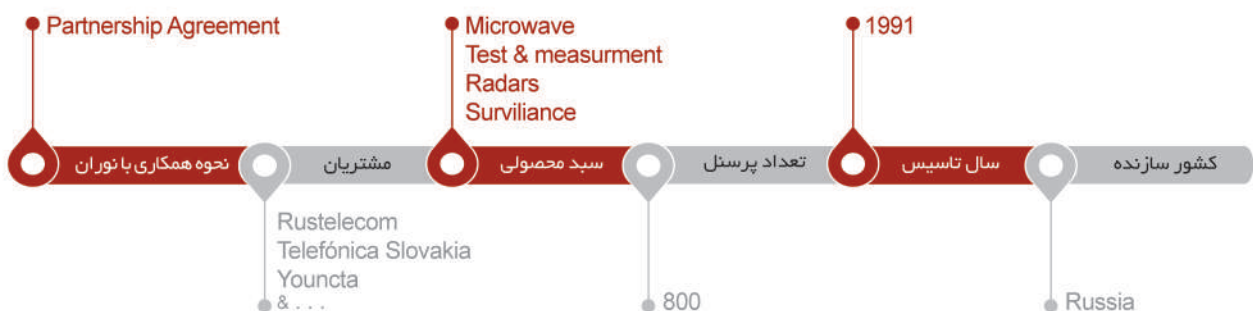 Partnership Agreement
Microwave
Test & measurment
Radars
Surviliance
1991
کشور سازنده
سال تاسیس
تعداد پرسنل
سبد محصولی
مشتریان
نحوه همکاری با نوران
Rustelecom
Telefónica Slovakia
Youncta
& . . .
800
Russia